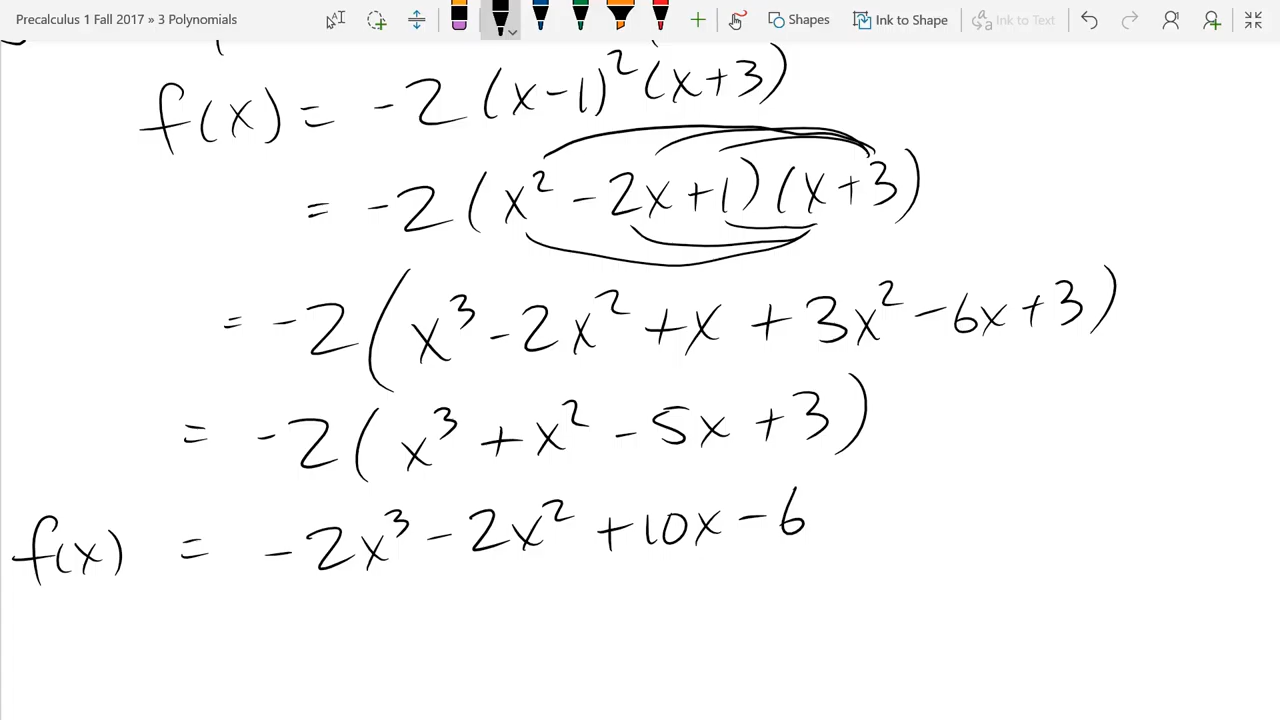 Precalculus 1 Fall 2017 » 3 Polynomials
Shapes Ink to Shape Ink to Text
f(x) = -2 (x-1)² (x+3)
= -2 (x² - 2x + 1) (x+3)
= -2 (x³ - 2x² + x + 3x² - 6x + 3)
= -2 (x³ + x² - 5x + 3)
f(x) = -2x³ - 2x² + 10x - 6